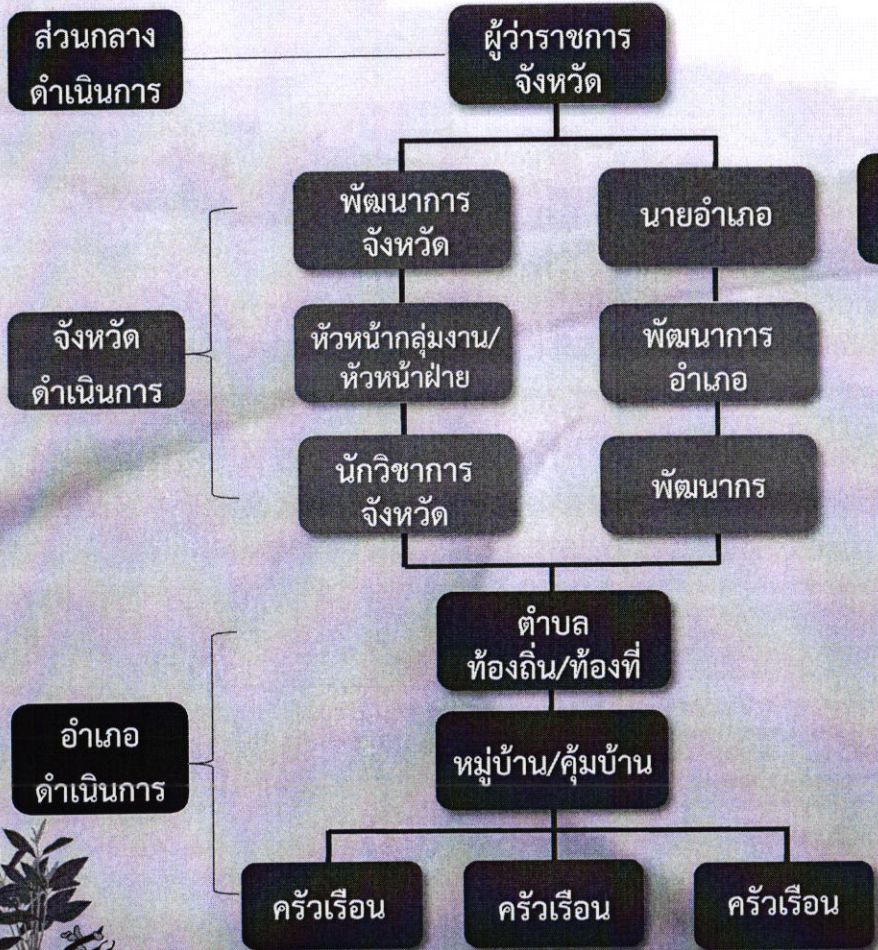 ส่วนกลาง
ดำเนินการ
ผู้ว่าราชการ
จังหวัด
พัฒนาการ
จังหวัด
นายอำเภอ
จังหวัด
ดำเนินการ
หัวหน้ากลุ่มงาน/
หัวหน้าฝ่าย
พัฒนาการ
อำเภอ
นักวิชาการ
จังหวัด
พัฒนากร
ตำบล
ท้องถิ่น/ท้องที่
อำเภอ
ดำเนินการ
หมู่บ้าน/คุ้มบ้าน
ครัวเรือน
ครัวเรือน
ครัวเรือน